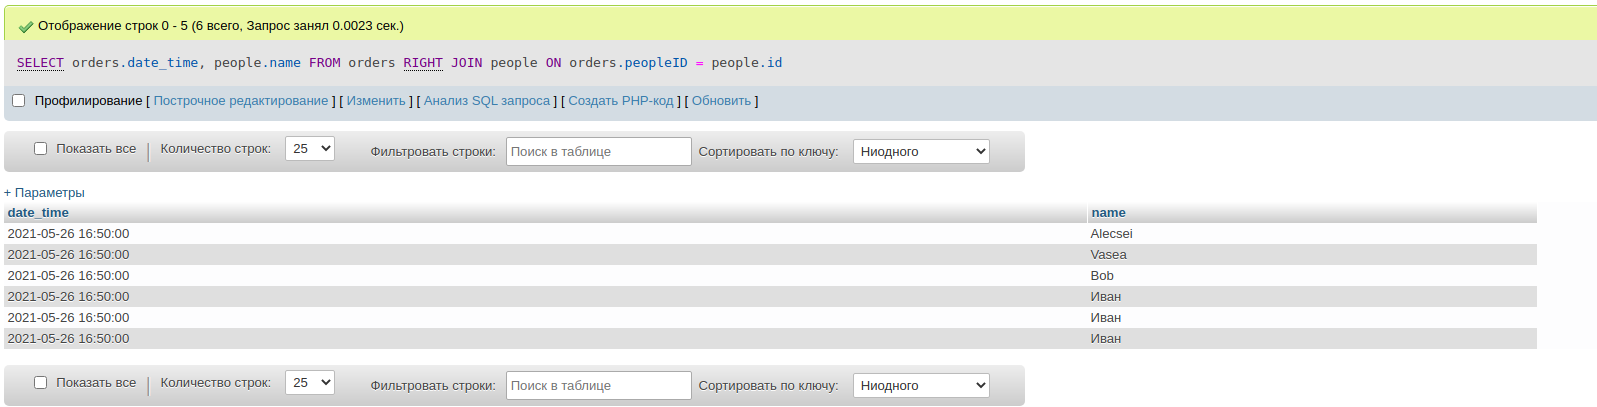 Отображение строк 0 - 5 (6 всего, Запрос занял 0.0023 сек.)
SELECT orders.date_time, people.name FROM orders RIGHT JOIN people ON orders.peopleID = people.id
Профилирование [ Построчное редактирование ] [ Изменить ] [ Анализ SQL запроса ] [ Создать PHP-код ] [ Обновить ]
Показать все | Количество строк: 25 Фильтровать строки: Поиск в таблице Сортировать по ключу: Ниодного
+ Параметры
date_time name
2021-05-26 16:50:00 Alecsei
2021-05-26 16:50:00 Vasea
2021-05-26 16:50:00 Bob
2021-05-26 16:50:00 Иван
2021-05-26 16:50:00 Иван
2021-05-26 16:50:00 Иван
Показать все | Количество строк: 25 Фильтровать строки: Поиск в таблице Сортировать по ключу: Ниодного